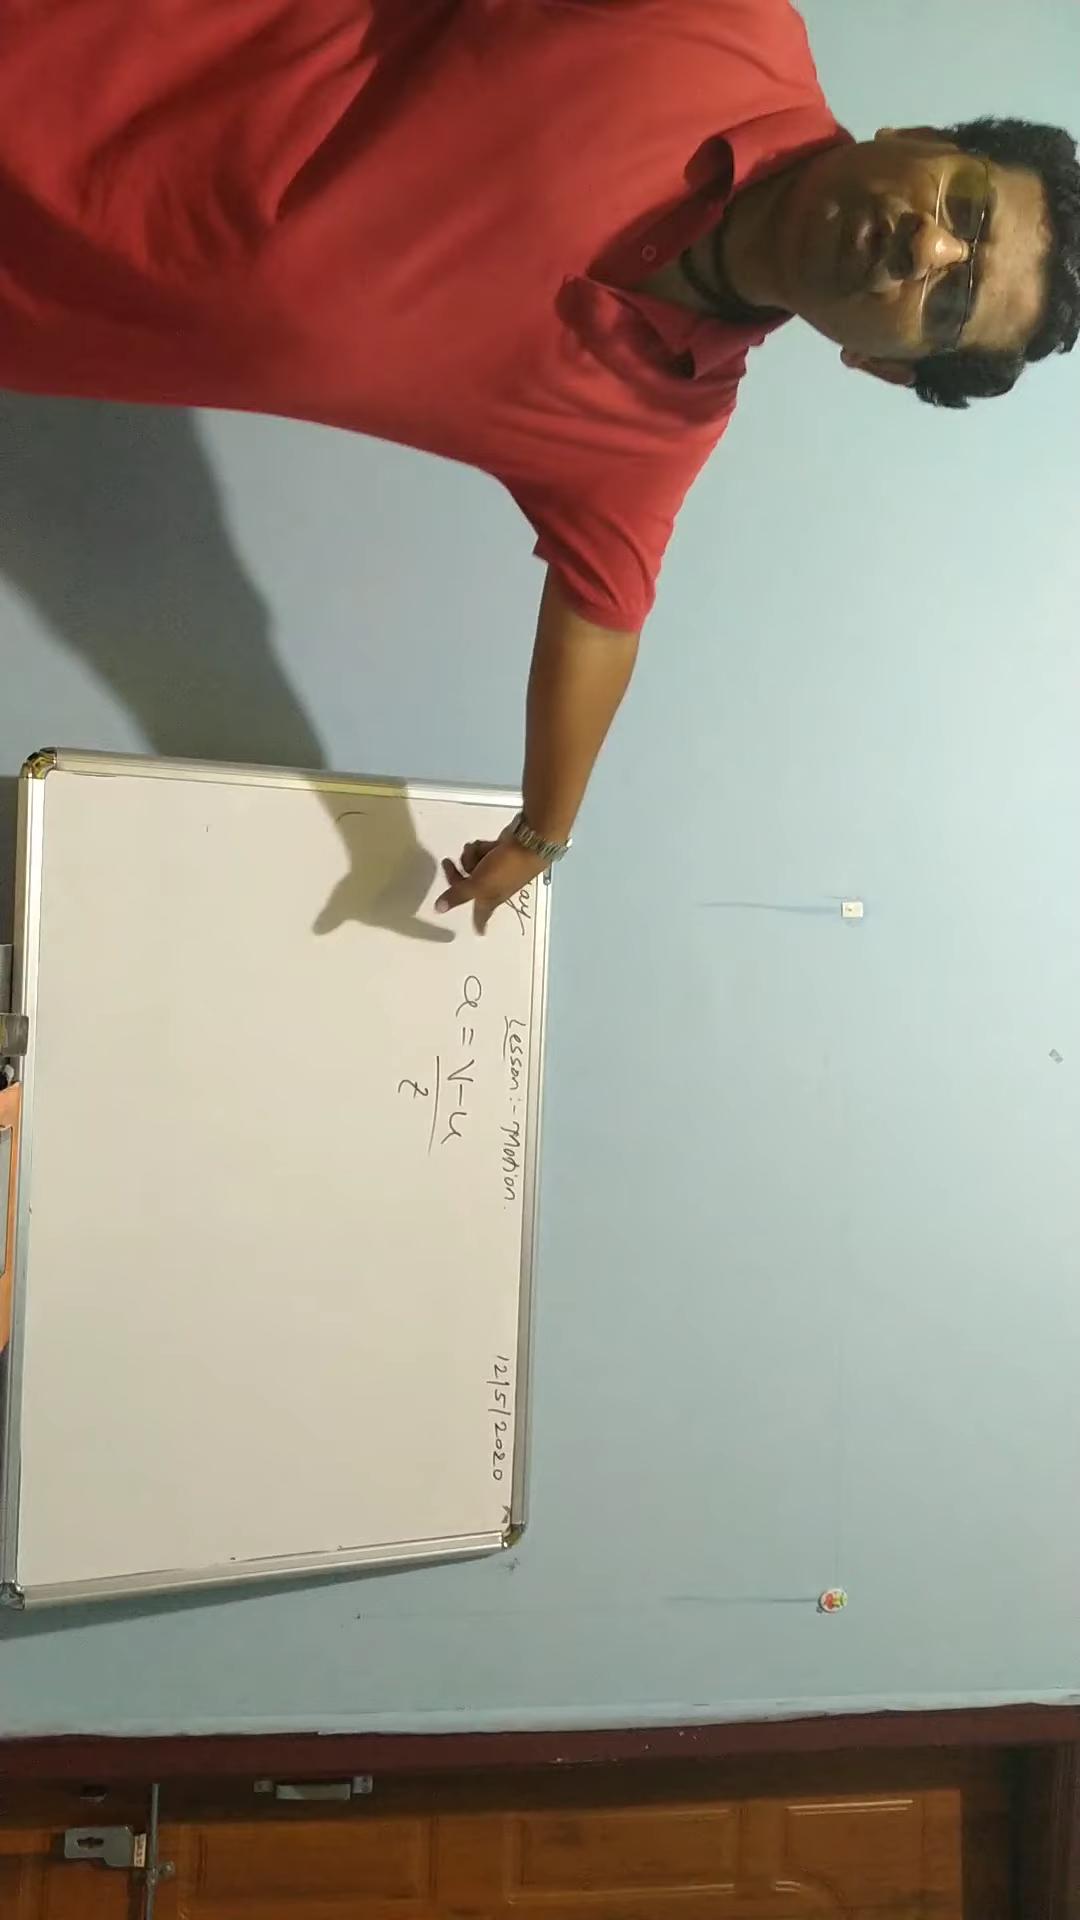 Lesson:- Motion.
12/5/2020
a = v-u
t